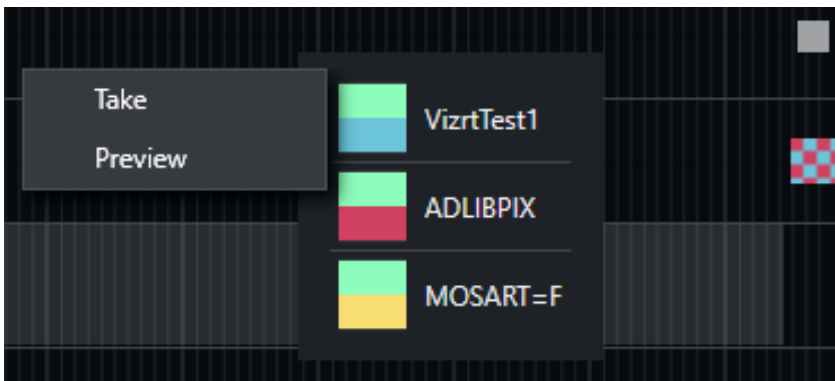 Take
Preview
VizrtTest1
ADLIBPIX
MOSART=F